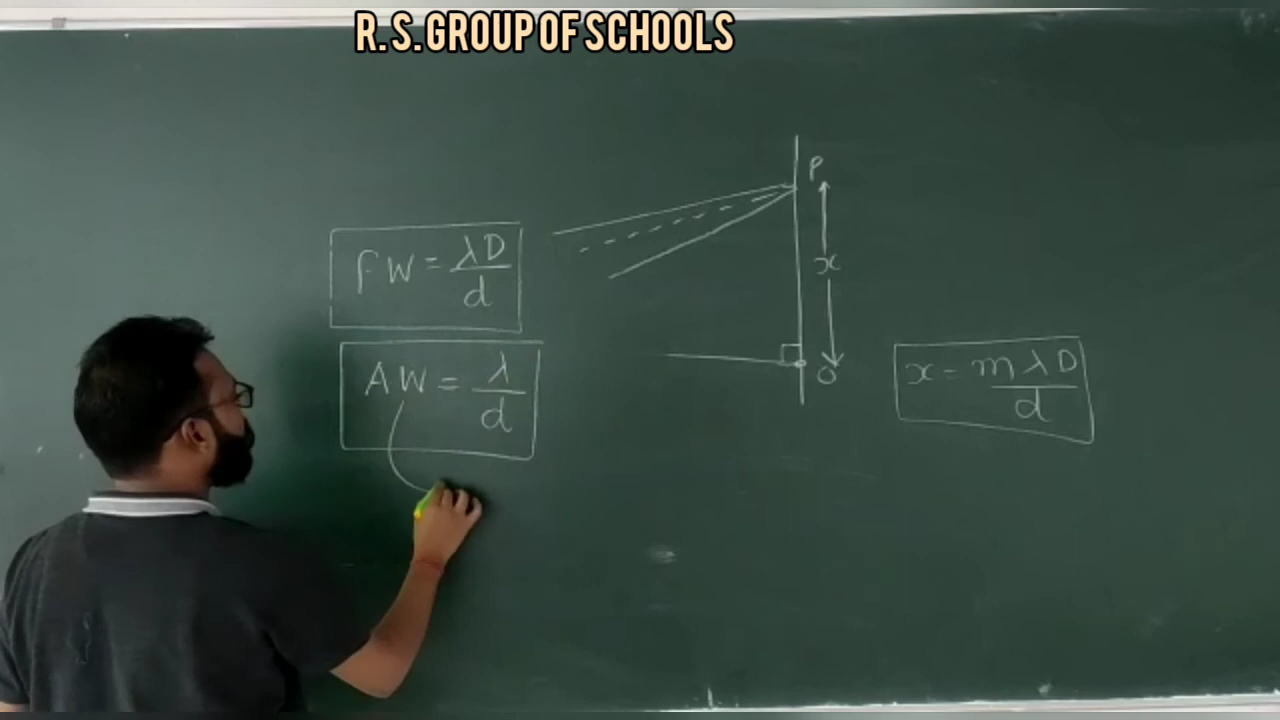 R. S. GROUP OF SCHOOLS
P
FW = λD/d
x
AW = λ/d
O
x = mλD/d